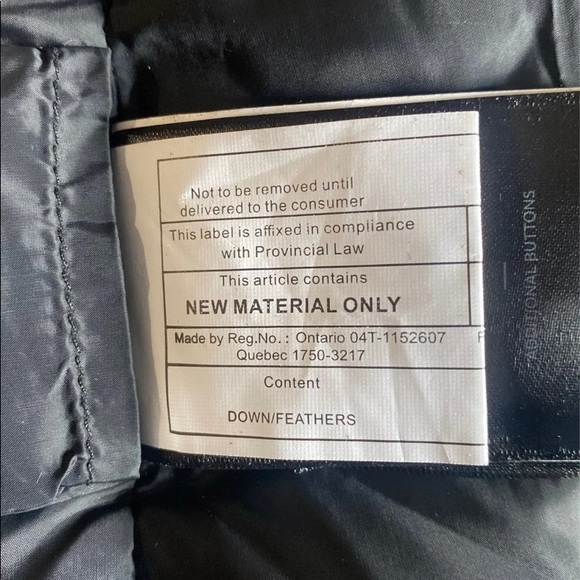 Not to be removed until
delivered to the consumer
This label is affixed in compliance
with Provincial Law
This article contains
NEW MATERIAL ONLY
Made by Reg.No.: Ontario 04T-1152607
Quebec 1750-3217
Content
DOWN/FEATHERS
ADDITIONAL BUTTONS